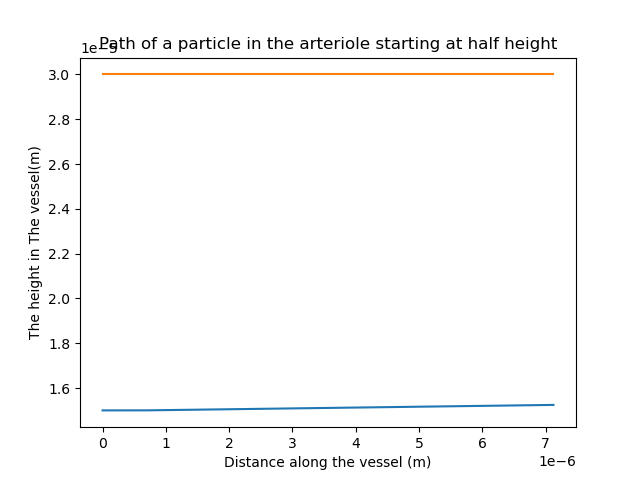 Path of a particle in the arteriole starting at half height
3.0
2.8
2.6
2.4
2.2
2.0
1.8
1.6
The height in The vessel(m)
0 1 2 3 4 5 6 7
1e−6
Distance along the vessel (m)